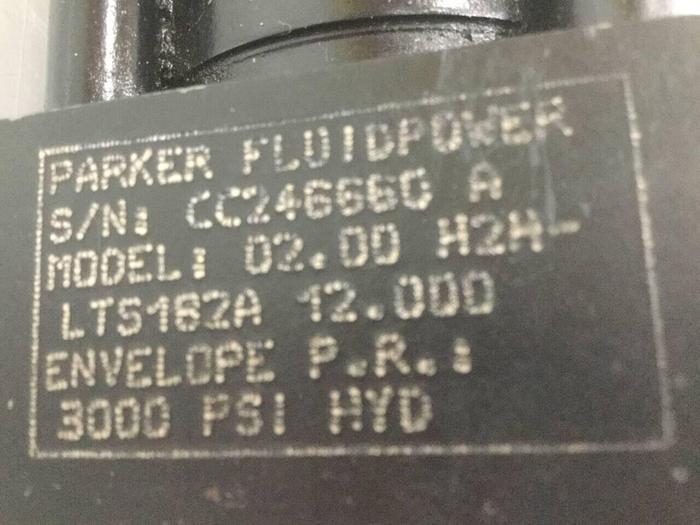 PARKER FLUIDPOWER
S/N: CC246660 A
MODEL: 02.00 H2H-
LTS182A 12.000
ENVELOPE P.R.:
3000 PSI HYD